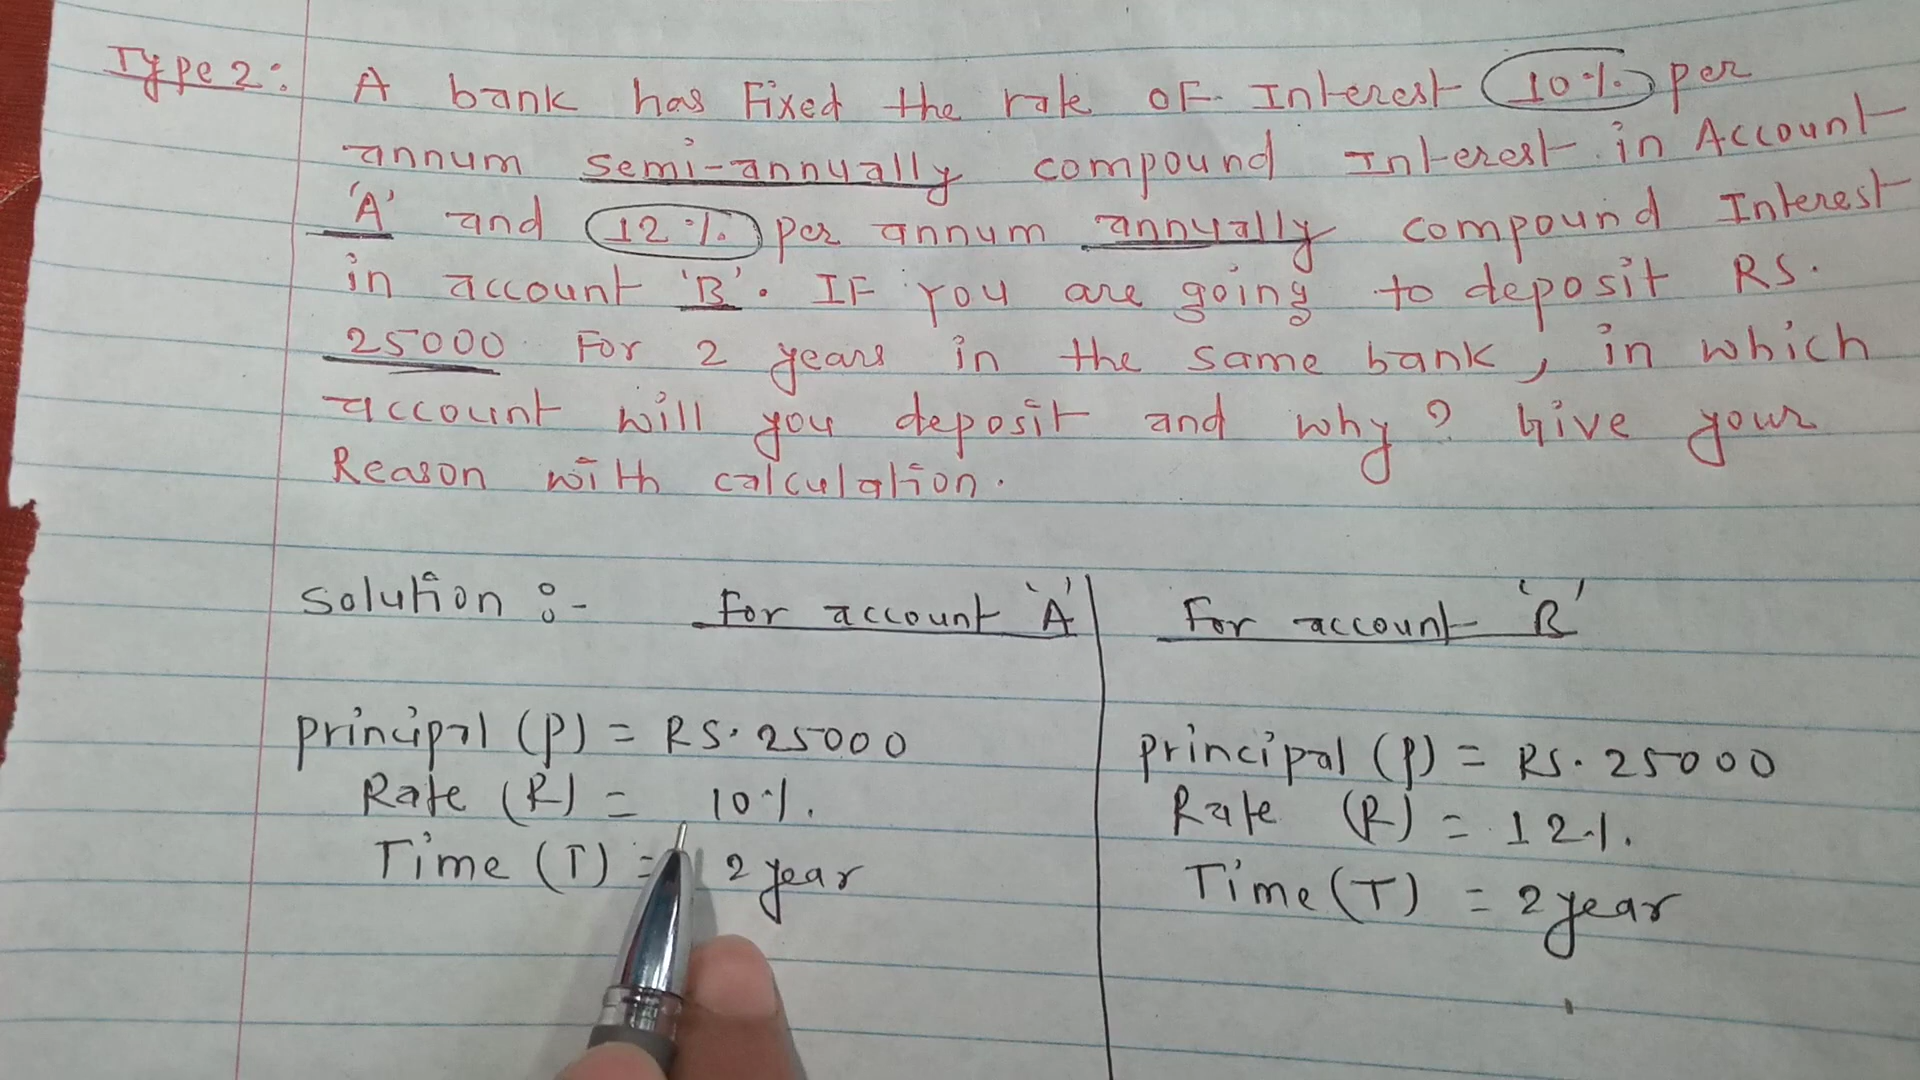 Type 2: A bank has Fixed the rate OF Interest 10% per
annum semi-annually compound Interest in Account
'A' and 12% per annum annually compound Interest
in account 'B'. IF you are going to deposit RS.
25000 For 2 years in the same bank, in which
account will you deposit and why? Give your
Reason with calculation.
Solution :- For account 'A' For account 'B'
principal (P) = RS. 25000
Rate (R) = 10%.
Time (T) = 2 year
principal (P) = RS. 25000
Rate (R) = 12%.
Time (T) = 2 year